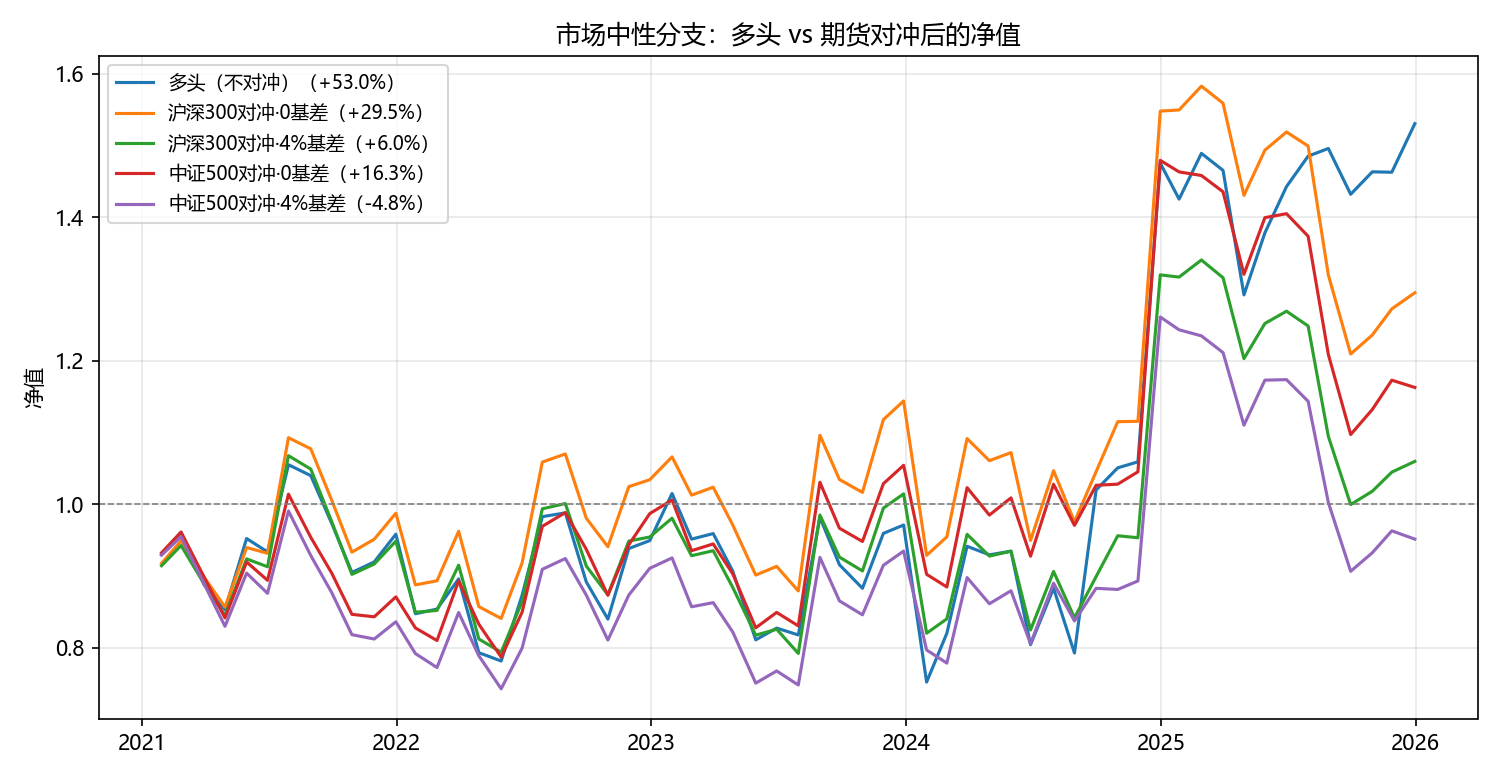 市场中性分支：多头 vs 期货对冲后的净值
多头（不对冲）（+53.0%）
沪深300对冲·0基差（+29.5%）
沪深300对冲·4%基差（+6.0%）
中证500对冲·0基差（+16.3%）
中证500对冲·4%基差（-4.8%）
净值
1.6
1.4
1.2
1.0
0.8
2021 2022 2023 2024 2025 2026